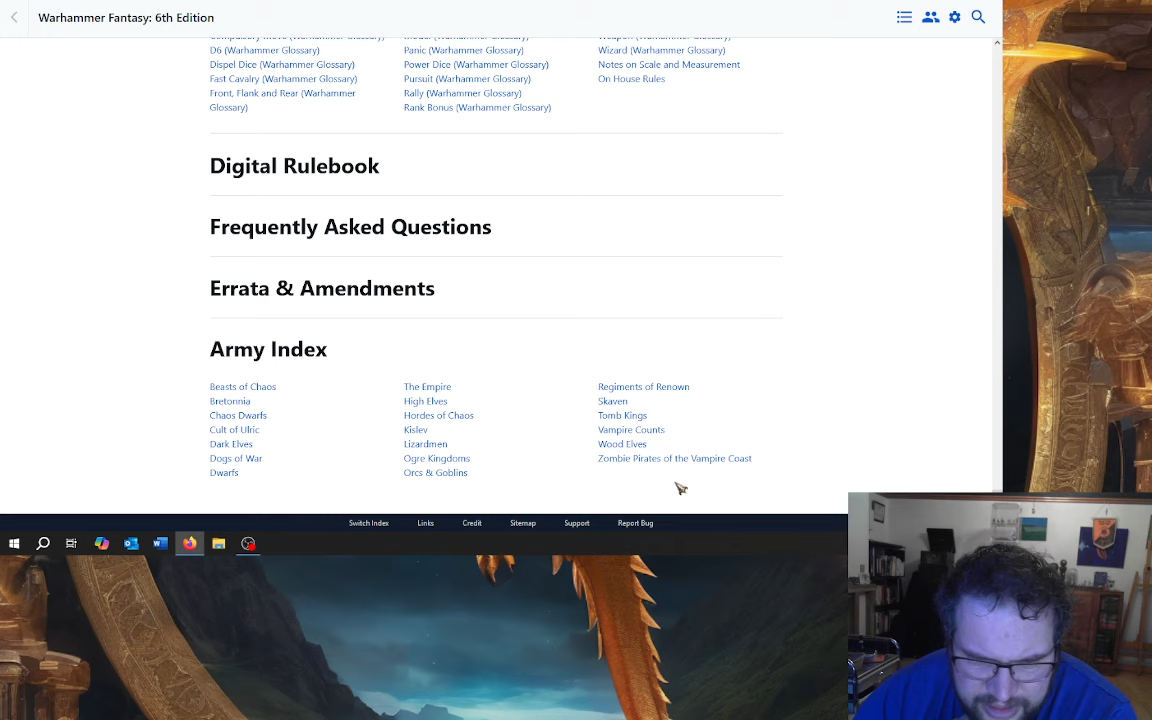 Warhammer Fantasy: 6th Edition
D6 (Warhammer Glossary)
Dispel Dice (Warhammer Glossary)
Fast Cavalry (Warhammer Glossary)
Front, Flank and Rear (Warhammer
Glossary)
Panic (Warhammer Glossary)
Power Dice (Warhammer Glossary)
Pursuit (Warhammer Glossary)
Rally (Warhammer Glossary)
Rank Bonus (Warhammer Glossary)
Wizard (Warhammer Glossary)
Notes on Scale and Measurement
On House Rules
Digital Rulebook
Frequently Asked Questions
Errata & Amendments
Army Index
Beasts of Chaos
Bretonnia
Chaos Dwarfs
Cult of Ulric
Dark Elves
Dogs of War
Dwarfs
The Empire
High Elves
Hordes of Chaos
Kislev
Lizardmen
Ogre Kingdoms
Orcs & Goblins
Regiments of Renown
Skaven
Tomb Kings
Vampire Counts
Wood Elves
Zombie Pirates of the Vampire Coast
Switch Index
Links
Credit
Sitemap
Support
Report Bug